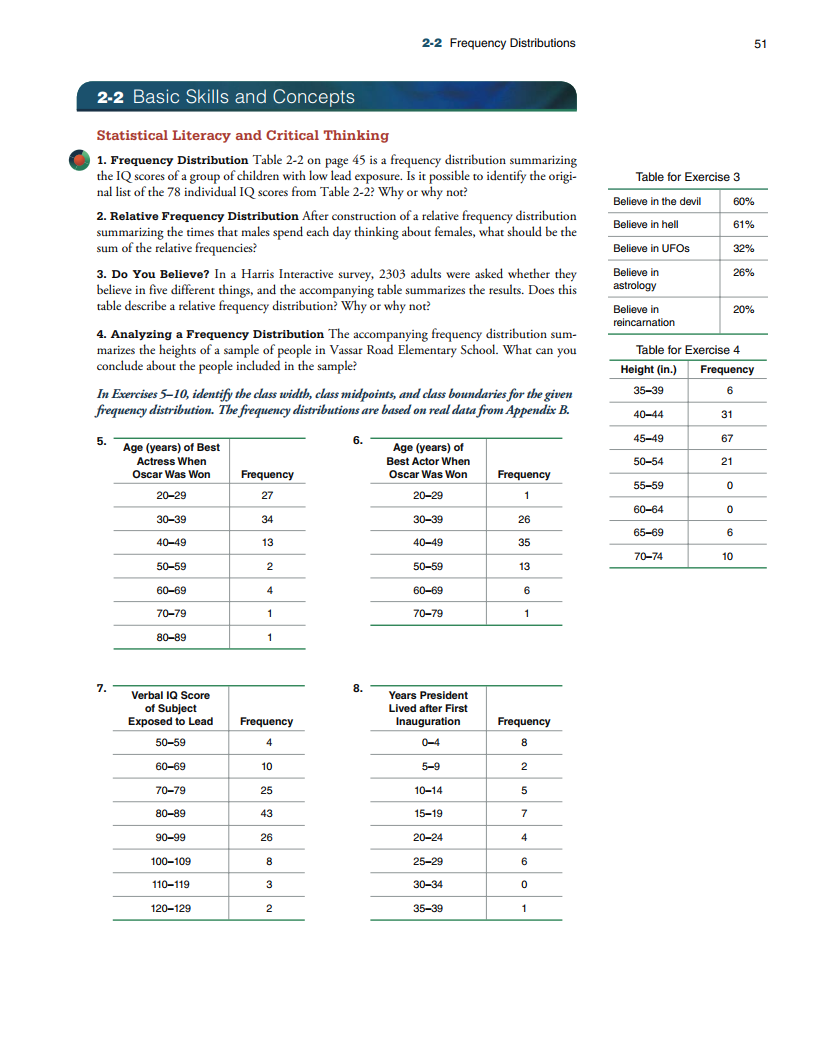 2-2 Frequency Distributions 51
2-2 Basic Skills and Concepts
Statistical Literacy and Critical Thinking
1. Frequency Distribution Table 2-2 on page 45 is a frequency distribution summarizing
the IQ scores of a group of children with low lead exposure. Is it possible to identify the origi-
nal list of the 78 individual IQ scores from Table 2-2? Why or why not?
2. Relative Frequency Distribution After construction of a relative frequency distribution
summarizing the times that males spend each day thinking about females, what should be the
sum of the relative frequencies?
3. Do You Believe? In a Harris Interactive survey, 2303 adults were asked whether they
believe in five different things, and the accompanying table summarizes the results. Does this
table describe a relative frequency distribution? Why or why not?
4. Analyzing a Frequency Distribution The accompanying frequency distribution sum-
marizes the heights of a sample of people in Vassar Road Elementary School. What can you
conclude about the people included in the sample?
In Exercises 5–10, identify the class width, class midpoints, and class boundaries for the given
frequency distribution. The frequency distributions are based on real data from Appendix B.
Table for Exercise 3
Believe in the devil 60%
Believe in hell 61%
Believe in UFOs 32%
Believe in 26%
astrology
Believe in 20%
reincarnation
Table for Exercise 4
Height (in.) Frequency
35–39 6
40–44 31
45–49 67
50–54 21
55–59 0
60–64 0
65–69 6
70–74 10
5.
Age (years) of Best
Actress When
Oscar Was Won Frequency
20–29 27
30–39 34
40–49 13
50–59 2
60–69 4
70–79 1
80–89 1
6.
Age (years) of
Best Actor When
Oscar Was Won Frequency
20–29 1
30–39 26
40–49 35
50–59 13
60–69 6
70–79 1
7.
Verbal IQ Score
of Subject
Exposed to Lead Frequency
50–59 4
60–69 10
70–79 25
80–89 43
90–99 26
100–109 8
110–119 3
120–129 2
8.
Years President
Lived after First
Inauguration Frequency
0–4 8
5–9 2
10–14 5
15–19 7
20–24 4
25–29 6
30–34 0
35–39 1